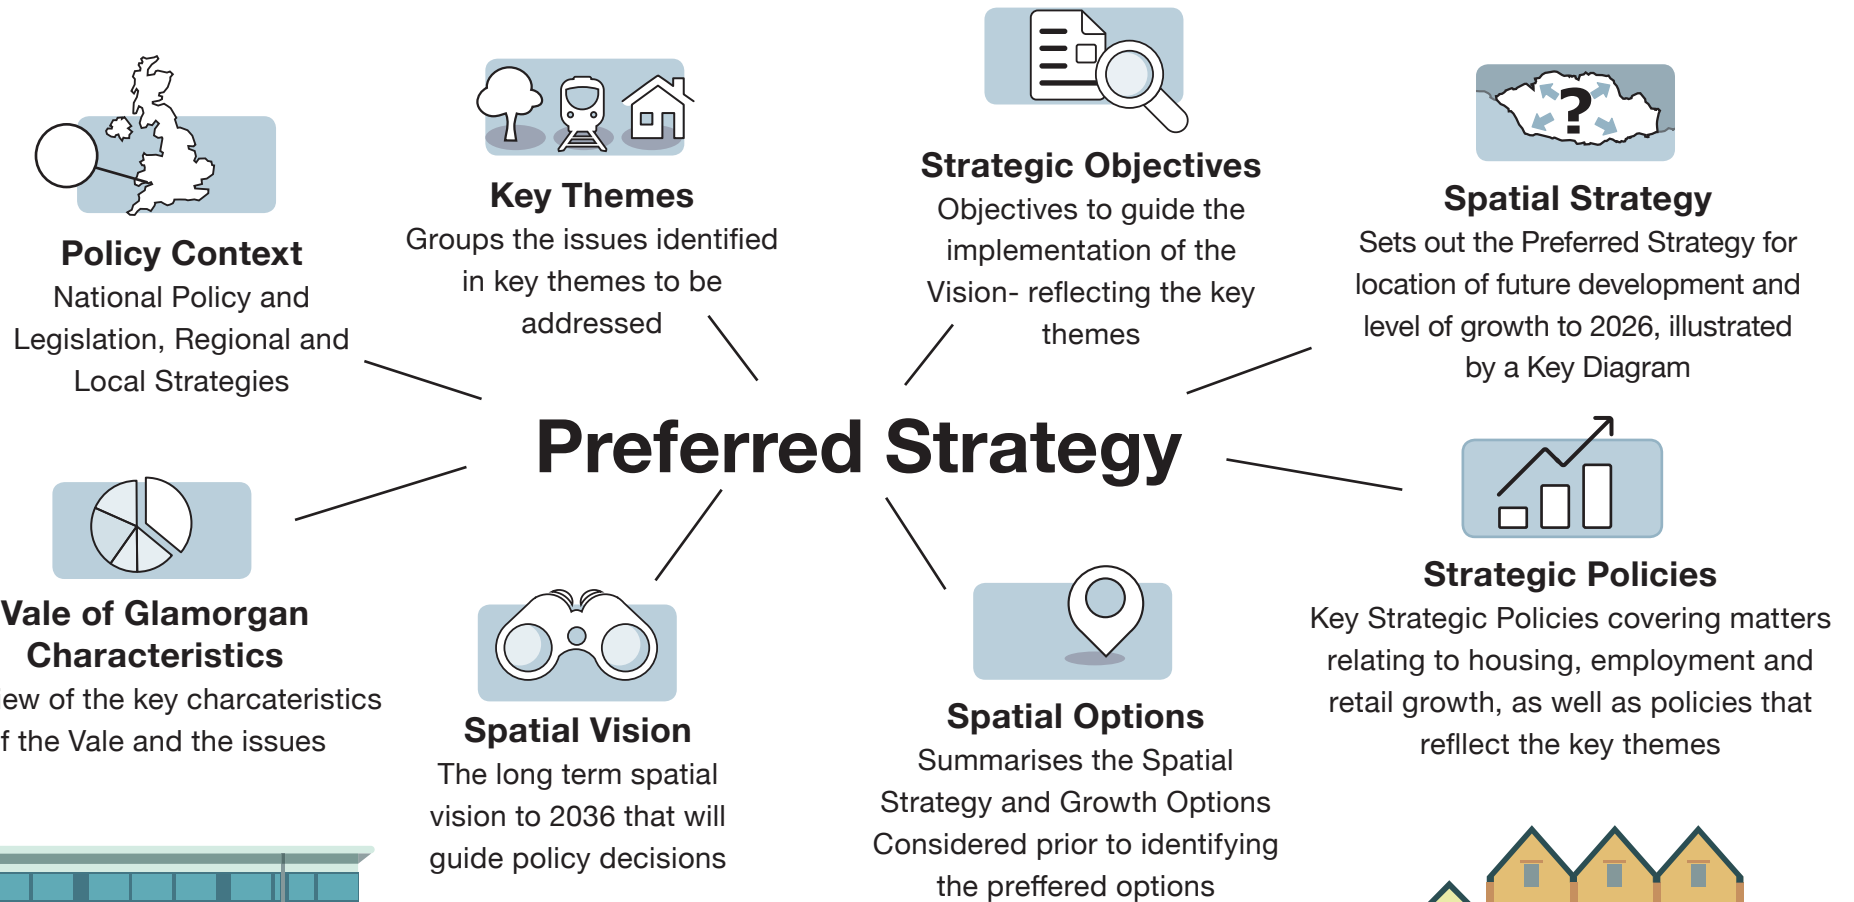 Policy Context
National Policy and
Legislation, Regional and
Local Strategies
Key Themes
Groups the issues identified
in key themes to be
addressed
Strategic Objectives
Objectives to guide the
implementation of the
Vision- reflecting the key
themes
Spatial Strategy
Sets out the Preferred Strategy for
location of future development and
level of growth to 2026, illustrated
by a Key Diagram
?
Preferred Strategy
Vale of Glamorgan
Characteristics
of the key charcateristics
the Vale and the issues
Spatial Vision
The long term spatial
vision to 2036 that will
guide policy decisions
Spatial Options
Summarises the Spatial
Strategy and Growth Options
Considered prior to identifying
the preffered options
Strategic Policies
Key Strategic Policies covering matters
relating to housing, employment and
retail growth, as well as policies that
refllect the key themes